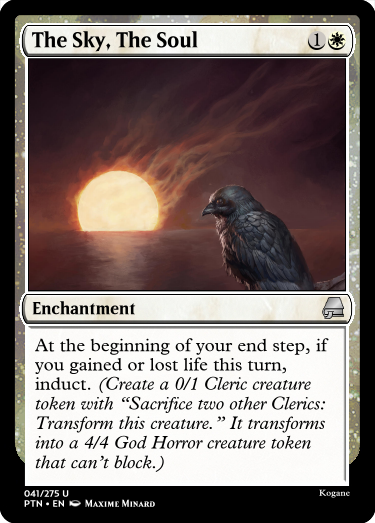 The Sky, The Soul 1
Enchantment
At the beginning of your end step, if
you gained or lost life this turn,
induct. (Create a 0/1 Cleric creature
token with “Sacrifice two other Clerics:
Transform this creature.” It transforms
into a 4/4 God Horror creature token
that can’t block.)
041/275 U Kogane
PTN • EN Maxime Minard